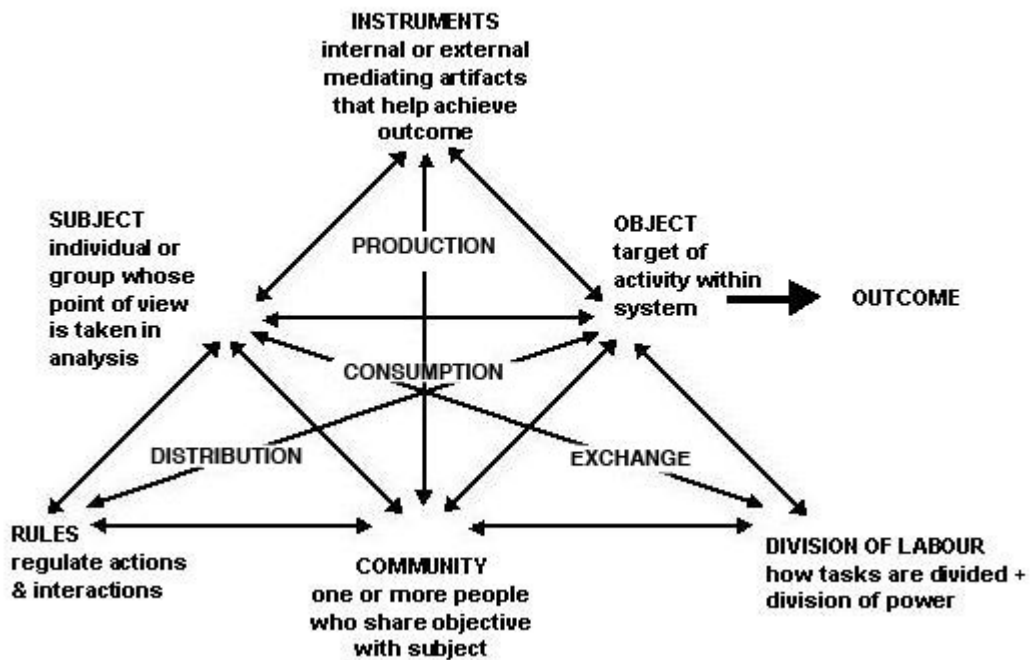 INSTRUMENTS
internal or external
mediating artifacts
that help achieve
outcome
SUBJECT
individual or
group whose
point of view
is taken in
analysis
PRODUCTION
OBJECT
target of
activity within
system
OUTCOME
CONSUMPTION
DISTRIBUTION
EXCHANGE
RULES
regulate actions
& interactions
COMMUNITY
one or more people
who share objective
with subject
DIVISION OF LABOUR
how tasks are divided +
division of power